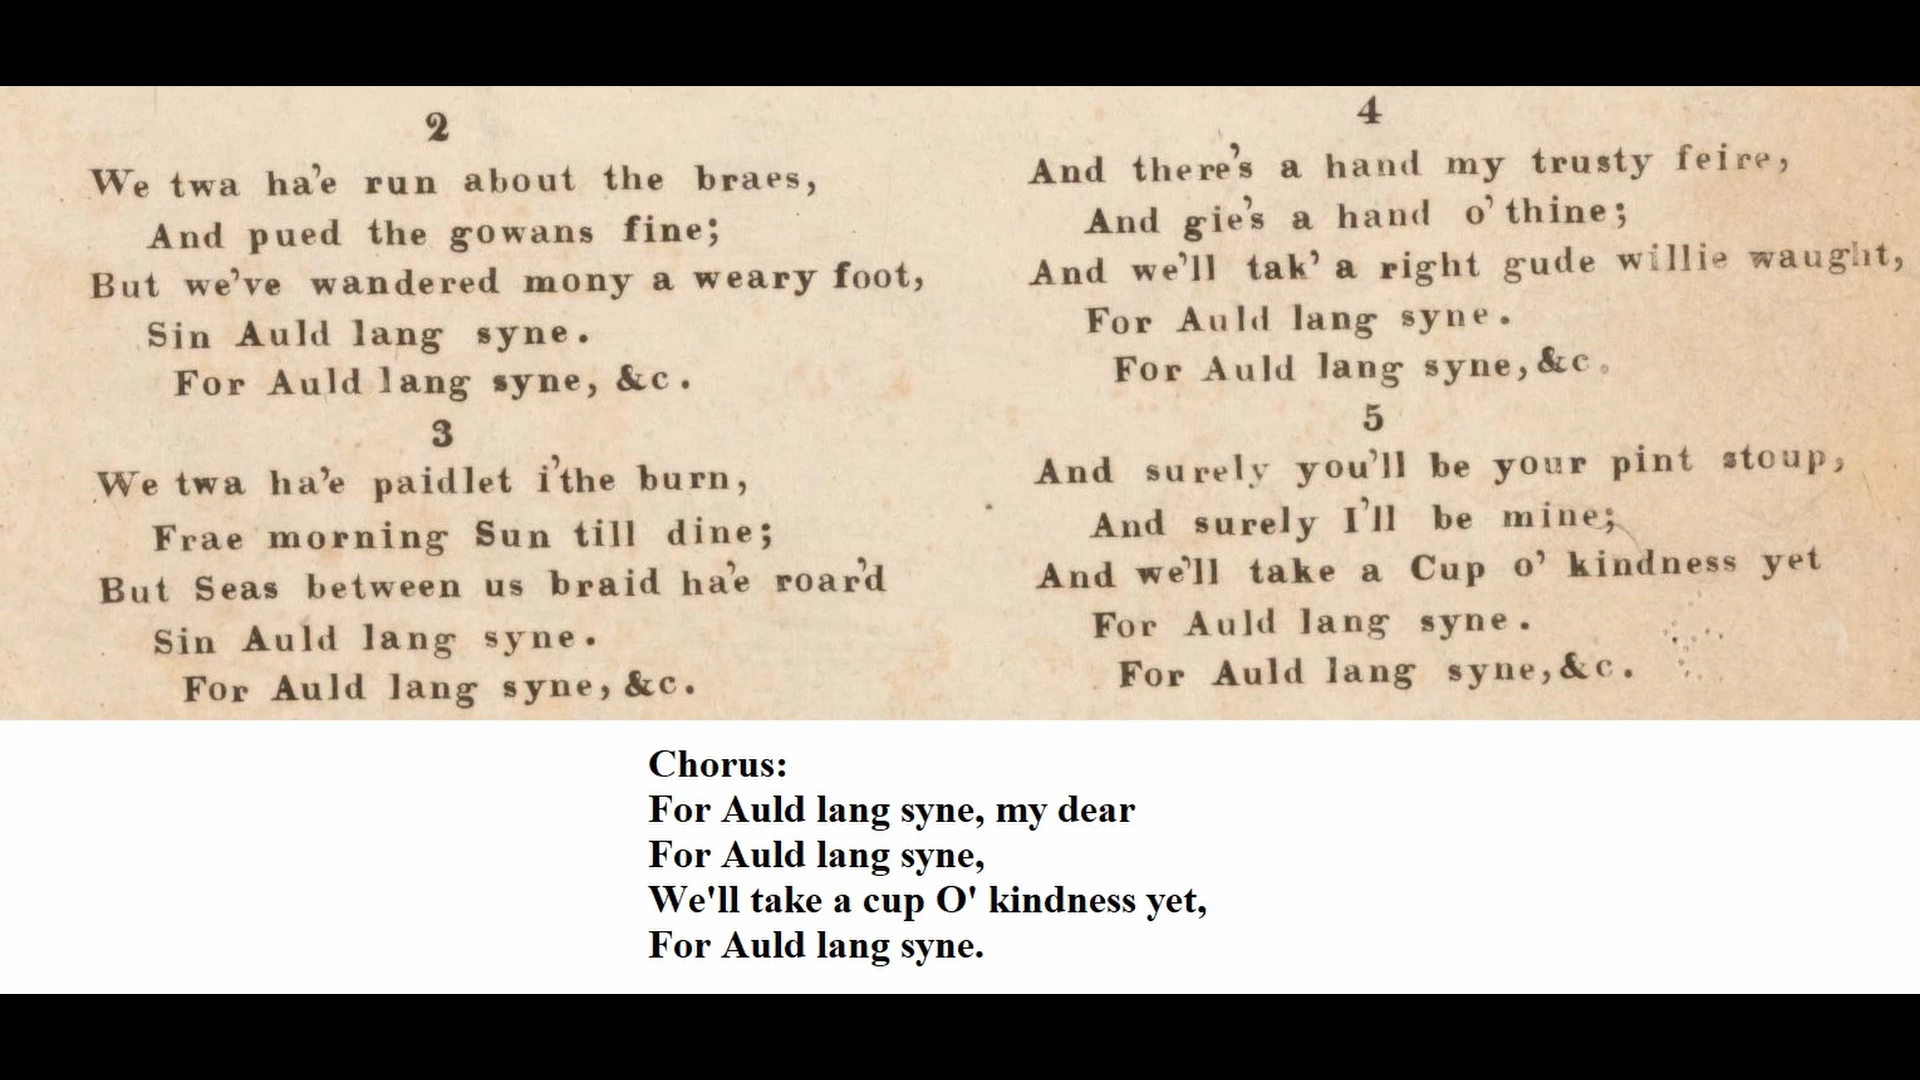 2
We twa ha'e run about the braes,
And pued the gowans fine;
But we've wandered mony a weary foot,
Sin Auld lang syne.
For Auld lang syne, &c.
3
We twa ha'e paidlet i'the burn,
Frae morning Sun till dine;
But Seas between us braid ha'e roar'd
Sin Auld lang syne.
For Auld lang syne, &c.
4
And there's a hand my trusty feire,
And gie's a hand o' thine;
And we'll tak' a right gude willie waught,
For Auld lang syne.
For Auld lang syne, &c.
5
And surely you'll be your pint stoup,
And surely I'll be mine;
And we'll take a Cup o' kindness yet
For Auld lang syne.
For Auld lang syne, &c.
Chorus:
For Auld lang syne, my dear
For Auld lang syne,
We'll take a cup O' kindness yet,
For Auld lang syne.